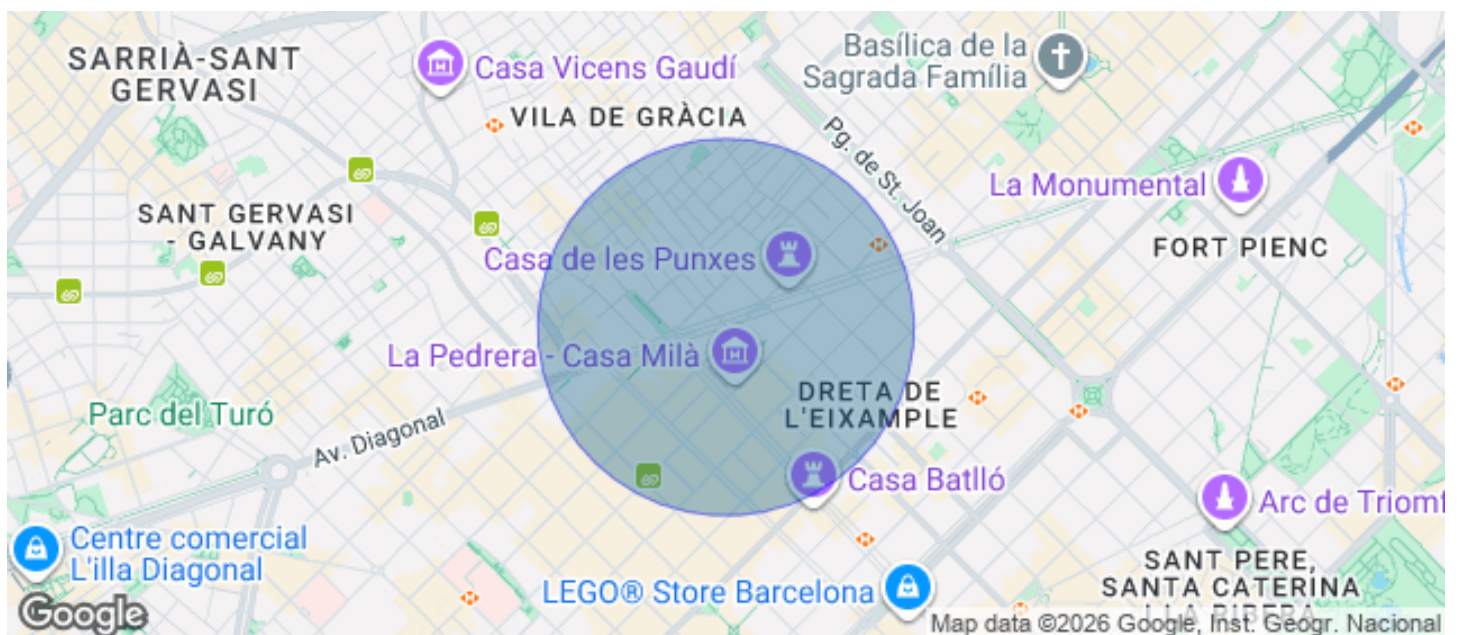 SARRIÀ-SANT
GERVASI
Casa Vicens Gaudí
Basílica de la
Sagrada Família
VILA DE GRÀCIA
Pg. de St. Joan
La Monumental
SANT GERVASI
- GALVANY
FORT PIENC
Casa de les Punxes
La Pedrera - Casa Milà
DRETA DE
L'EIXAMPLE
Parc del Turó
Av. Diagonal
Casa Batlló
Arc de Triomf
Centre comercial
L'illa Diagonal
SANT PERE,
SANTA CATERINA
I LA RIBERA
LEGO® Store Barcelona
Google
Map data ©2026 Google, Inst. Geogr. Nacional